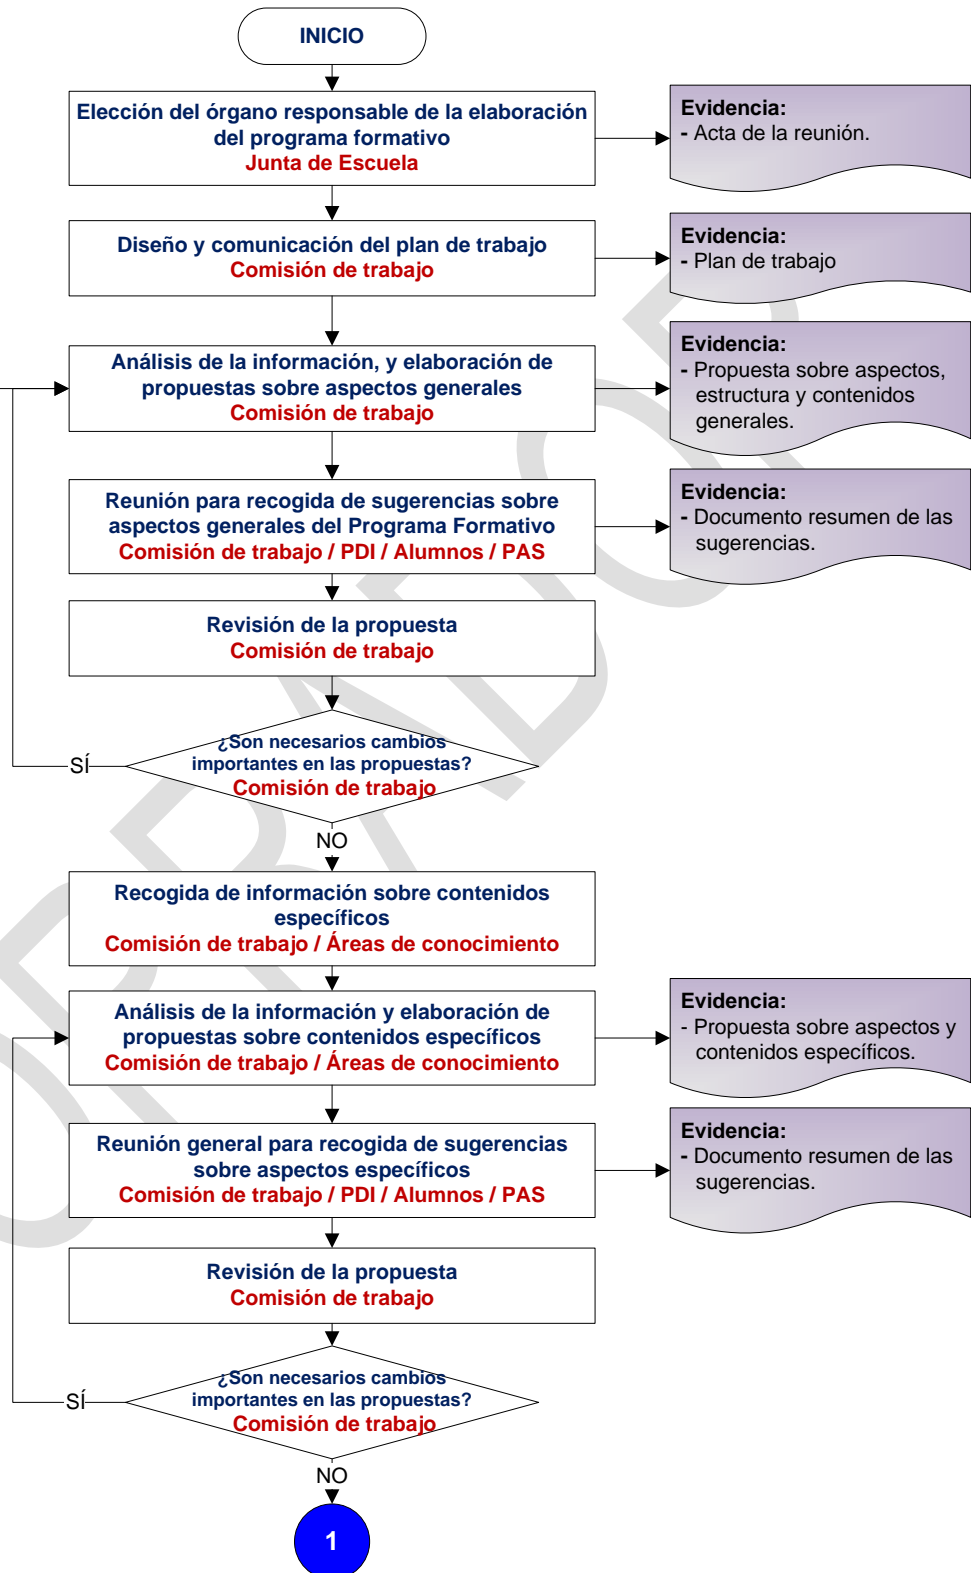 INICIO
Elección del órgano responsable de la elaboración
del programa formativo
Junta de Escuela
Evidencia:
- Acta de la reunión.
Diseño y comunicación del plan de trabajo
Comisión de trabajo
Evidencia:
- Plan de trabajo
Análisis de la información, y elaboración de
propuestas sobre aspectos generales
Comisión de trabajo
Evidencia:
- Propuesta sobre aspectos,
estructura y contenidos
generales.
Reunión para recogida de sugerencias sobre
aspectos generales del Programa Formativo
Comisión de trabajo / PDI / Alumnos / PAS
Evidencia:
- Documento resumen de las
sugerencias.
Revisión de la propuesta
Comisión de trabajo
¿Son necesarios cambios
importantes en las propuestas?
Comisión de trabajo
SÍ
NO
Recogida de información sobre contenidos
específicos
Comisión de trabajo / Áreas de conocimiento
Análisis de la información y elaboración de
propuestas sobre contenidos específicos
Comisión de trabajo / Áreas de conocimiento
Evidencia:
- Propuesta sobre aspectos y
contenidos específicos.
Reunión general para recogida de sugerencias
sobre aspectos específicos
Comisión de trabajo / PDI / Alumnos / PAS
Evidencia:
- Documento resumen de las
sugerencias.
Revisión de la propuesta
Comisión de trabajo
¿Son necesarios cambios
importantes en las propuestas?
Comisión de trabajo
SÍ
NO
1